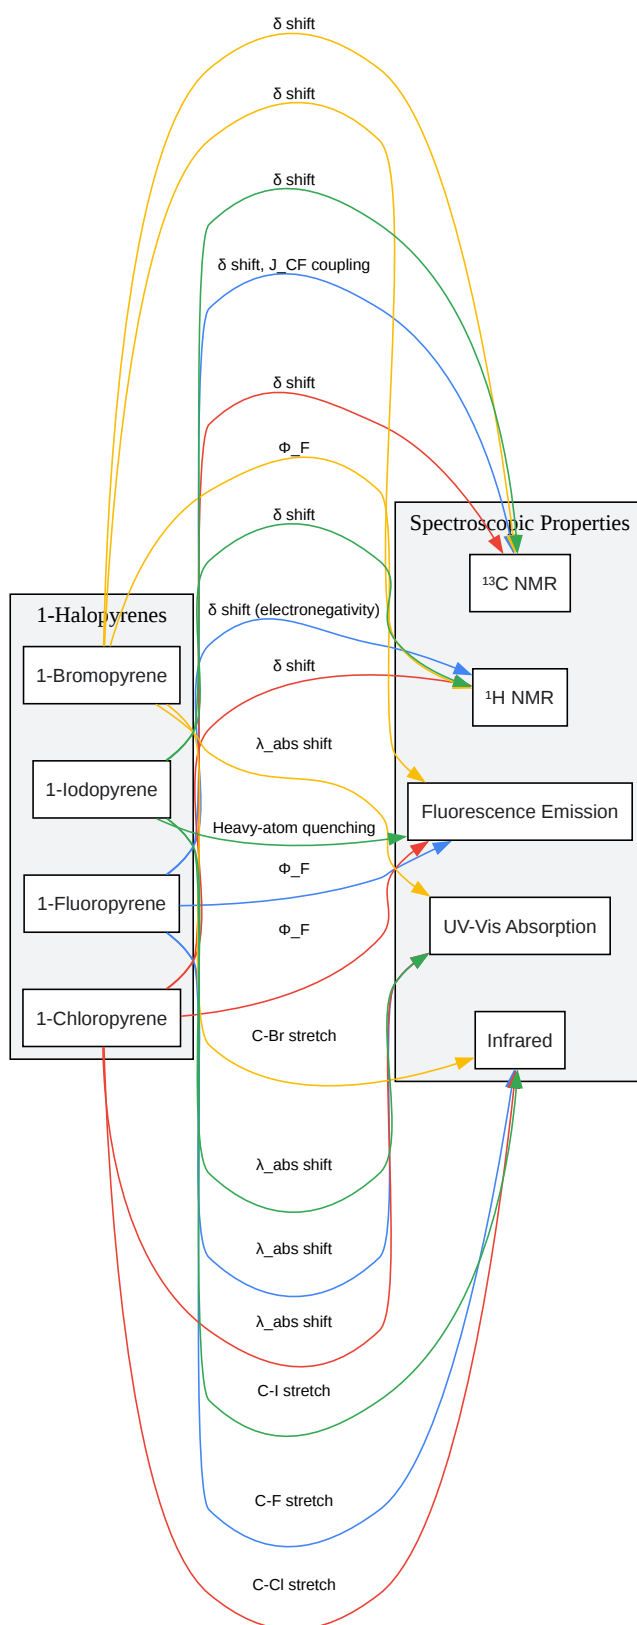 δ shift
δ shift
δ shift
δ shift, J_CF coupling
δ shift
Φ_F
δ shift
Spectroscopic Properties
¹³C NMR
1-Halopyrenes
δ shift (electronegativity)
1-Bromopyrene
δ shift
¹H NMR
λ_abs shift
1-Iodopyrene
Fluorescence Emission
Heavy-atom quenching
Φ_F
1-Fluoropyrene
UV-Vis Absorption
Φ_F
1-Chloropyrene
C-Br stretch
Infrared
λ_abs shift
λ_abs shift
λ_abs shift
C-I stretch
C-F stretch
C-Cl stretch